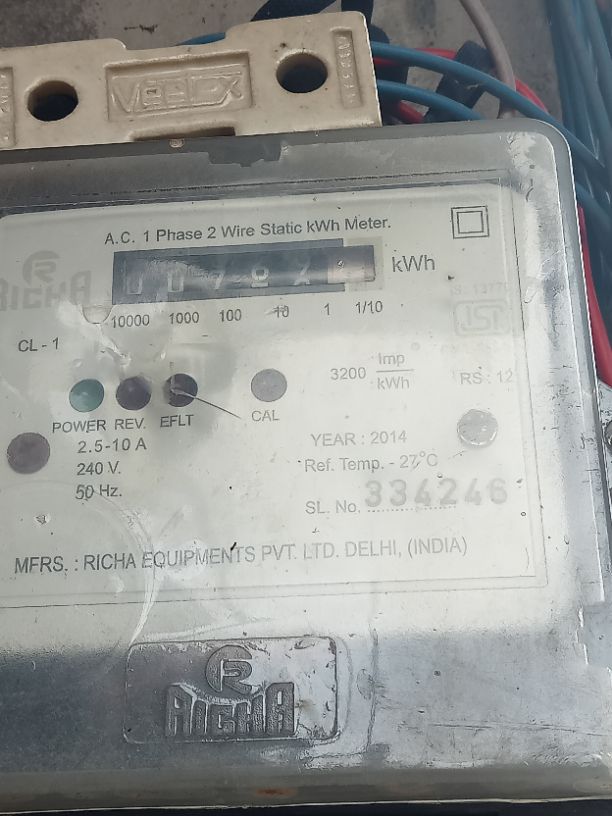 A.C. 1 Phase 2 Wire Static kWh Meter.
RICHA
kWh
10000 1000 100 10 1 1/10
CL - 1
3200 Imp/kWh
RS : 12
POWER REV. EFLT CAL
2.5-10 A
240 V.
50 Hz.
YEAR : 2014
Ref. Temp. - 27°C
SL. No. 334246
MFRS. : RICHA EQUIPMENTS PVT. LTD. DELHI, (INDIA)
R
RICHA